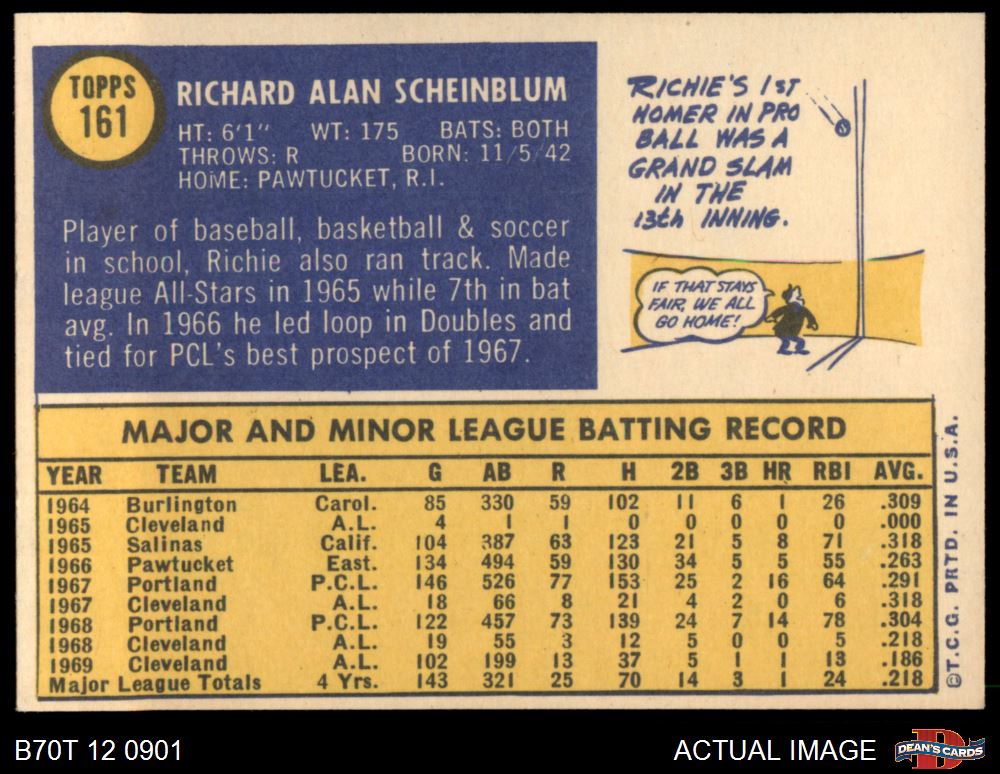 TOPPS
161
RICHARD ALAN SCHEINBLUM
HT: 6'1" WT: 175 BATS: BOTH
THROWS: R BORN: 11/5/42
HOME: PAWTUCKET, R.I.
Player of baseball, basketball & soccer
in school, Richie also ran track. Made
league All-Stars in 1965 while 7th in bat
avg. In 1966 he led loop in Doubles and
tied for PCL's best prospect of 1967.
RICHIE'S 1ST
HOMER IN PRO
BALL WAS A
GRAND SLAM
IN THE
13th INNING.
IF THAT STAYS
FAIR, WE ALL
GO HOME!
MAJOR AND MINOR LEAGUE BATTING RECORD
YEAR TEAM LEA. G AB R H 2B 3B HR RBI AVG.
1964 Burlington Carol. 85 330 59 102 11 6 1 26 .309
1965 Cleveland A.L. 4 1 1 0 0 0 0 0 .000
1965 Salinas Calif. 104 387 63 123 21 5 8 71 .318
1966 Pawtucket East. 134 494 59 130 34 5 5 55 .263
1967 Portland P.C.L. 146 526 77 153 25 2 16 64 .291
1967 Cleveland A.L. 18 66 8 21 4 2 0 6 .318
1968 Portland P.C.L. 122 457 73 139 24 7 14 78 .304
1968 Cleveland A.L. 19 55 3 12 5 0 0 5 .218
1969 Cleveland A.L. 102 199 13 37 5 1 1 13 .186
Major League Totals 4 Yrs. 143 321 25 70 14 3 1 24 .218
©T.C.G. PRTD. IN U.S.A.
B70T 12 0901
ACTUAL IMAGE
DEAN'S CARDS